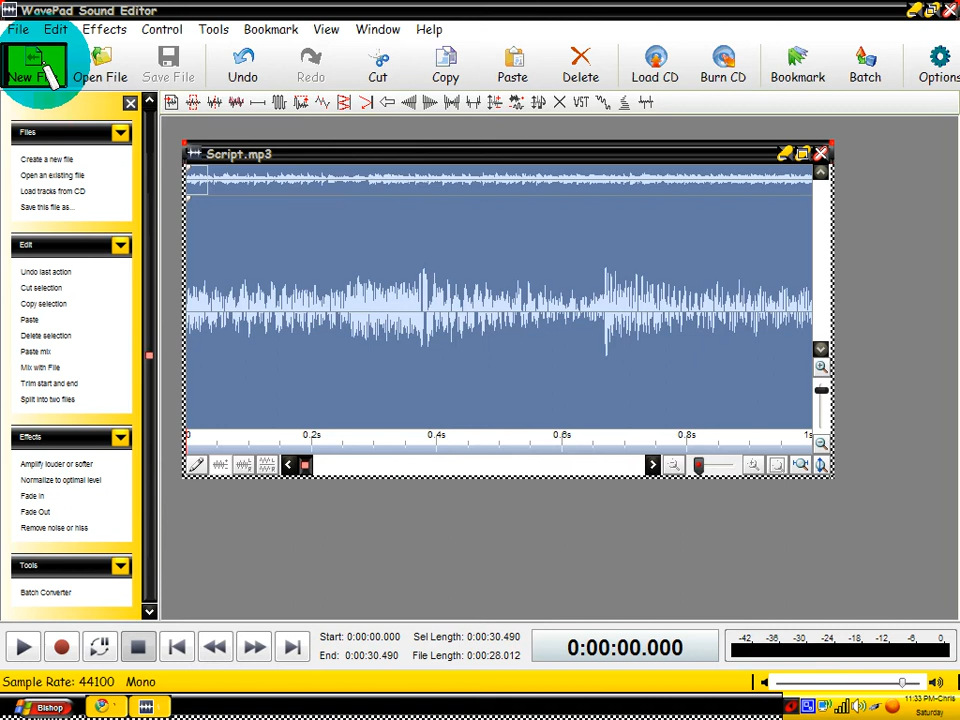 WavePad Sound Editor
File Edit Effects Control Tools Bookmark View Window Help
New File Open File Save File Undo Redo Cut Copy Paste Delete Load CD Burn CD Bookmark Batch Options
VST
Files
Create a new file
Open an existing file
Load tracks from CD
Save this file as...
Edit
Undo last action
Cut selection
Copy selection
Paste
Delete selection
Paste mix
Mix with File
Trim start and end
Split into two files
Effects
Amplify louder or softer
Normalize to optimal level
Fade in
Fade Out
Remove noise or hiss
Tools
Batch Converter
Script.mp3
0 0.2s 0.4s 0.6s 0.8s 1s
Start: 0:00:00.000 Sel Length: 0:00:30.490
End: 0:00:30.490 File Length: 0:00:28.012
0:00:00.000
-42 -36 -30 -24 -18 -12 -6 0
Sample Rate: 44100 Mono
Bishop
11:33 PM-Chris
Saturday